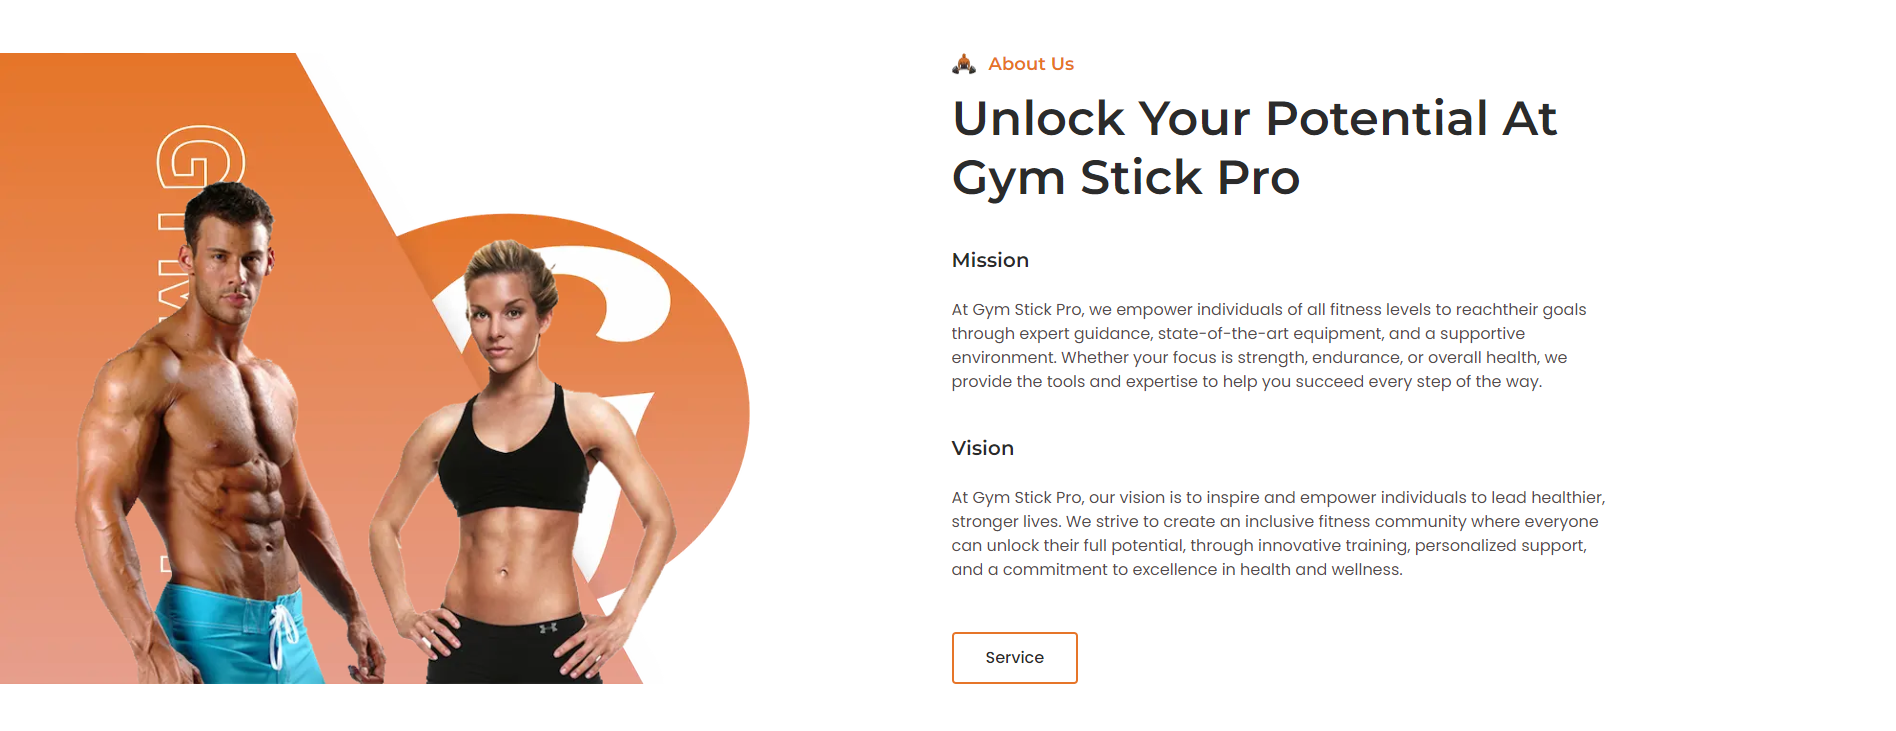 GYM
About Us
Unlock Your Potential At
Gym Stick Pro
Mission
At Gym Stick Pro, we empower individuals of all fitness levels to reachtheir goals
through expert guidance, state-of-the-art equipment, and a supportive
environment. Whether your focus is strength, endurance, or overall health, we
provide the tools and expertise to help you succeed every step of the way.
Vision
At Gym Stick Pro, our vision is to inspire and empower individuals to lead healthier,
stronger lives. We strive to create an inclusive fitness community where everyone
can unlock their full potential, through innovative training, personalized support,
and a commitment to excellence in health and wellness.
Service